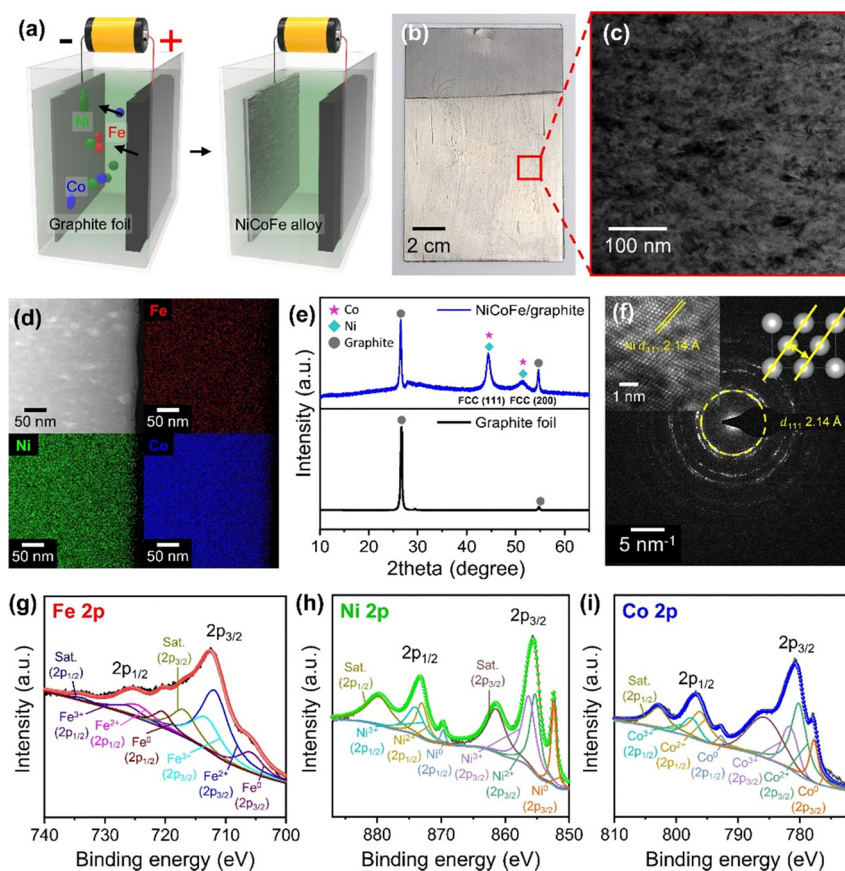 (a)
-
+
Ni
Fe
Co
Graphite foil
NiCoFe alloy
(b)
2 cm
(c)
100 nm
(d)
Fe
50 nm
50 nm
Ni
Co
50 nm
50 nm
(e)
Co
Ni
Graphite
NiCoFe/graphite
FCC (111)
FCC (200)
Graphite foil
Intensity (a.u.)
10 20 30 40 50 60
2theta (degree)
(f)
Ni d111 2.14 Å
1 nm
d111 2.14 Å
5 nm-1
(g)
Fe 2p
2p3/2
Sat.
(2p3/2)
2p1/2
Sat.
(2p1/2)
Fe3+
(2p1/2)
Fe2+
(2p1/2)
Fe0
(2p1/2)
Fe3+
(2p3/2)
Fe2+
(2p3/2)
Fe0
(2p3/2)
Intensity (a.u.)
740 730 720 710 700
Binding energy (eV)
(h)
Ni 2p
2p3/2
2p1/2
Sat.
(2p1/2)
Sat.
(2p3/2)
Ni3+
(2p1/2)
Ni2+
(2p1/2)
Ni0
(2p1/2)
Ni3+
(2p3/2)
Ni2+
(2p3/2)
Ni0
(2p3/2)
Intensity (a.u.)
880 870 860 850
Binding energy (eV)
(i)
Co 2p
2p3/2
2p1/2
Sat.
(2p1/2)
Co3+
(2p1/2)
Co2+
(2p1/2)
Co0
(2p1/2)
Co3+
(2p3/2)
Co2+
(2p3/2)
Co0
(2p3/2)
Intensity (a.u.)
810 800 790 780
Binding energy (eV)